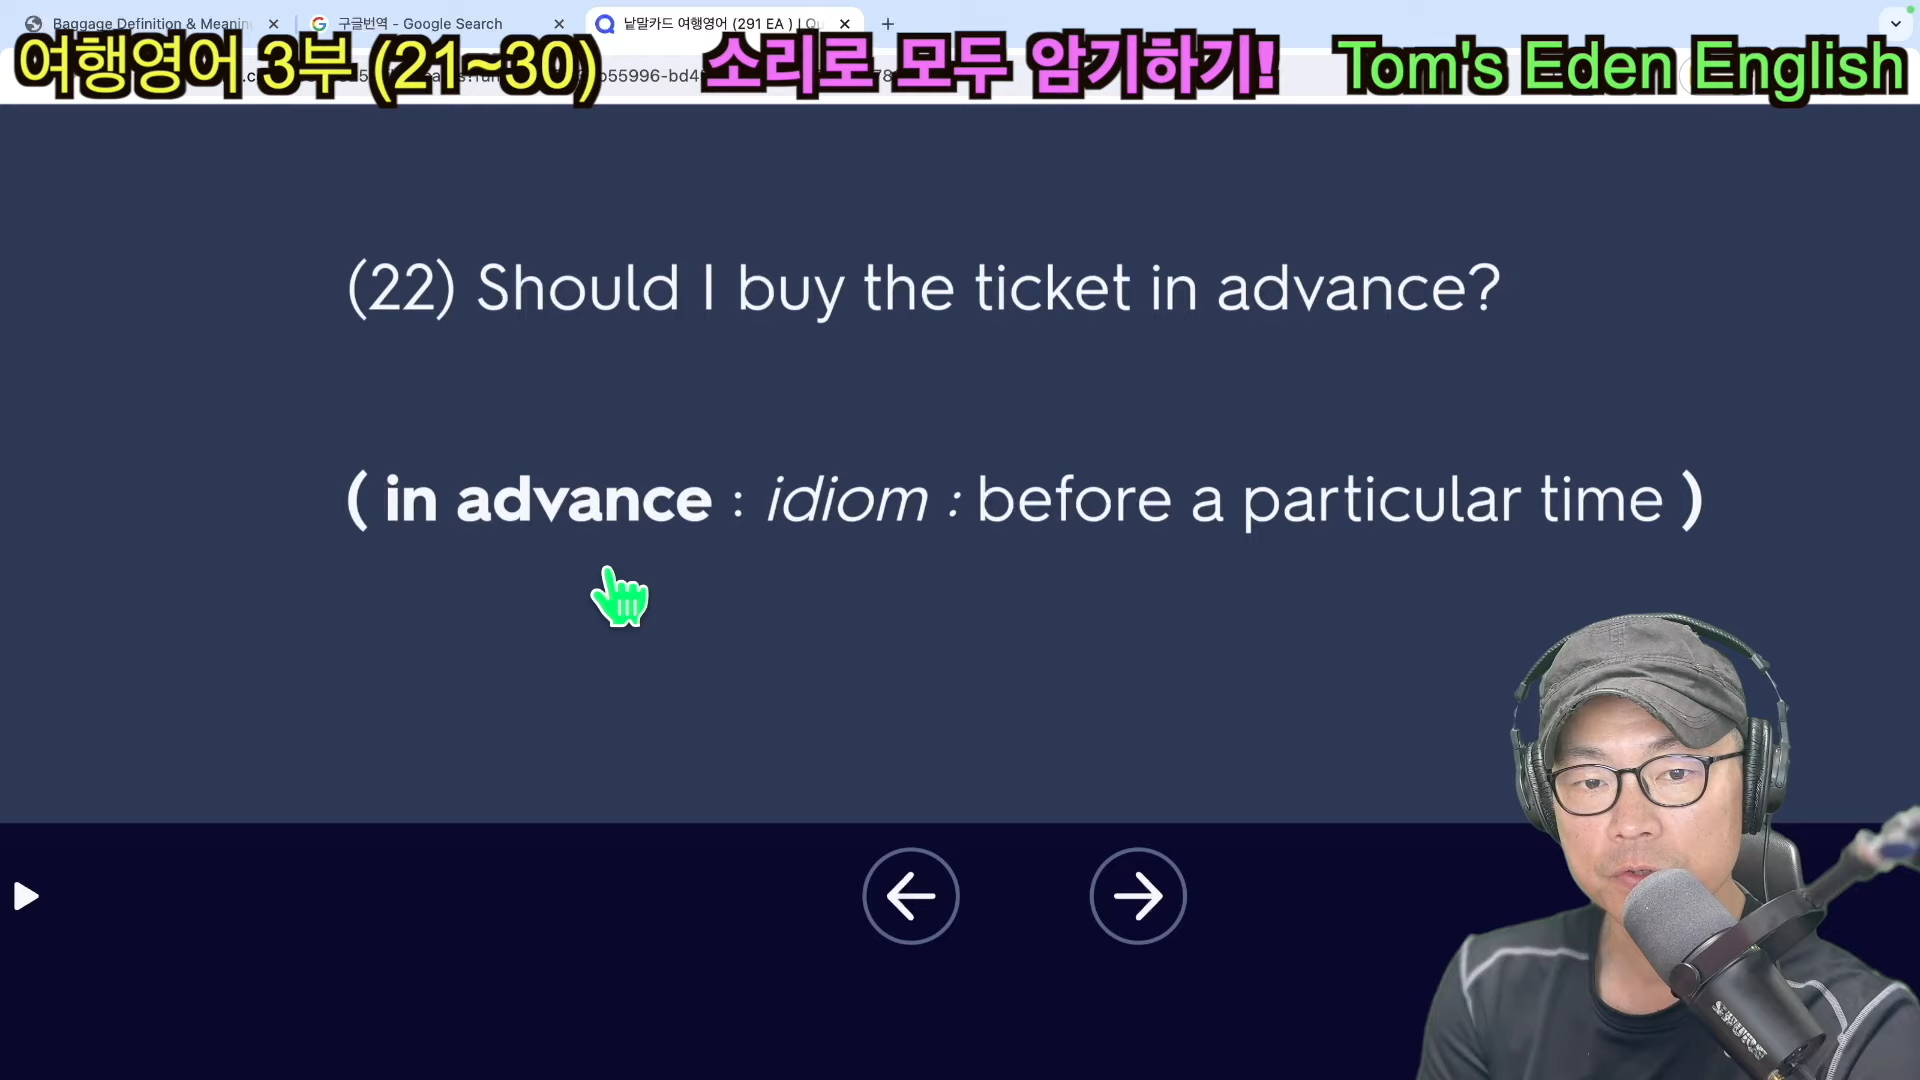 Baggage Definition & Meanin
구글번역 - Google Search
낱말카드 여행영어 (291 EA ) | Qu
여행영어 3부 (21~30)
소리로 모두 암기하기!
Tom's Eden English
(22) Should I buy the ticket in advance?
( in advance : idiom : before a particular time )